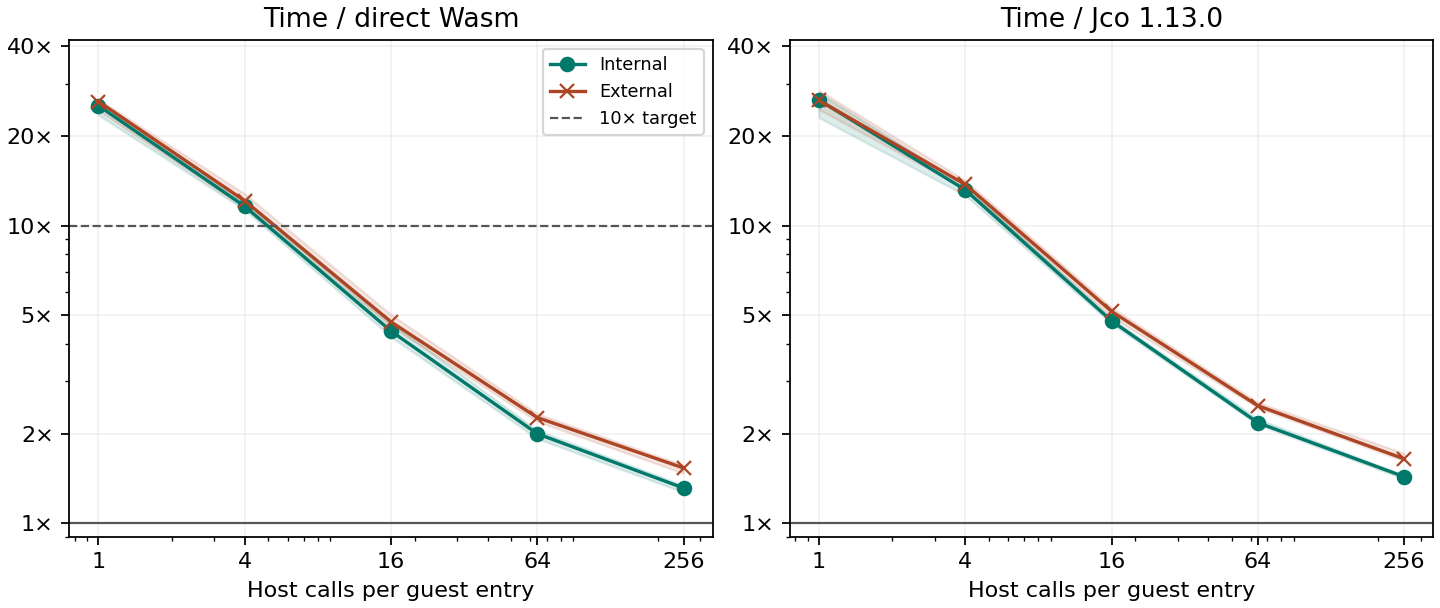 Time / direct Wasm
40×
20×
10×
5×
2×
1×
Internal
External
10× target
1 4 16 64 256
Host calls per guest entry
Time / Jco 1.13.0
40×
20×
10×
5×
2×
1×
1 4 16 64 256
Host calls per guest entry